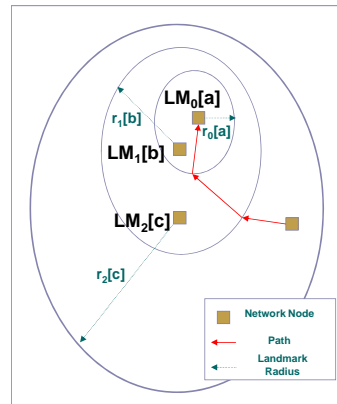 LM0[a]
r1[b]
r0[a]
LM1[b]
LM2[c]
r2[c]
Network Node
Path
Landmark
Radius